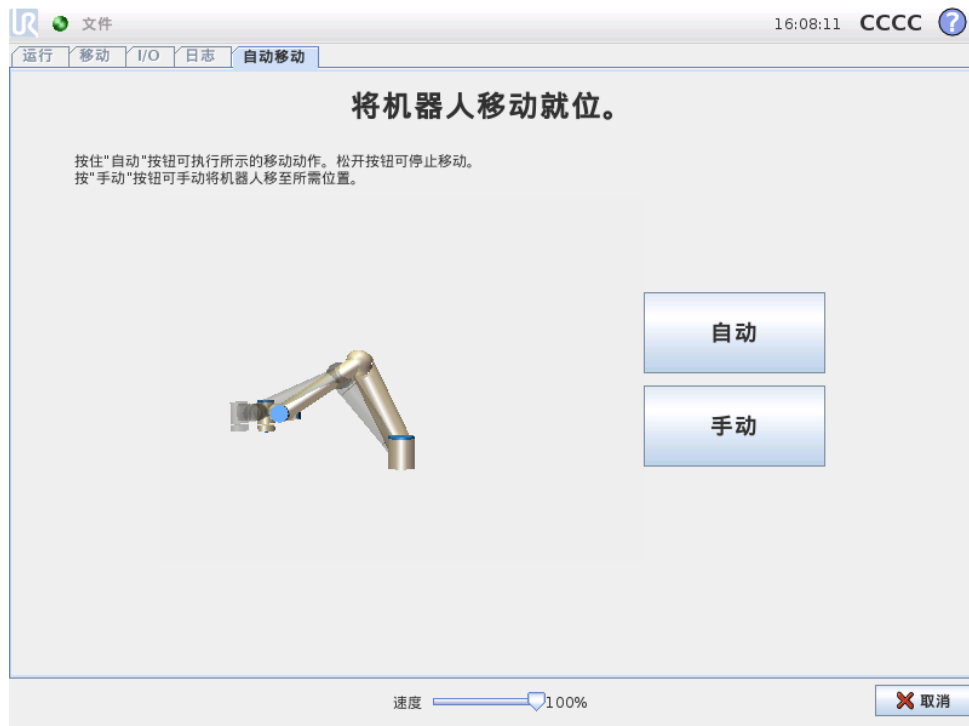 UR 文件 16:08:11 CCCC ?
运行 移动 I/O 日志 自动移动
将机器人移动就位。
按住"自动"按钮可执行所示的移动动作。松开按钮可停止移动。
按"手动"按钮可手动将机器人移至所需位置。
自动
手动
速度 100% 取消